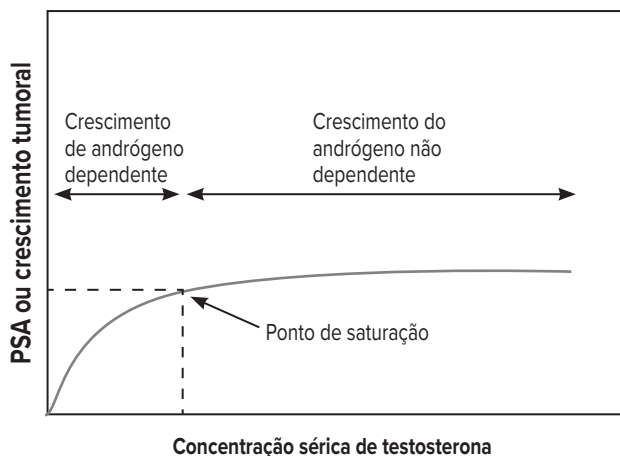 PSA ou crescimento tumoral
Crescimento
de andrógeno
dependente
Crescimento do
andrógeno não
dependente
Ponto de saturação
Concentração sérica de testosterona